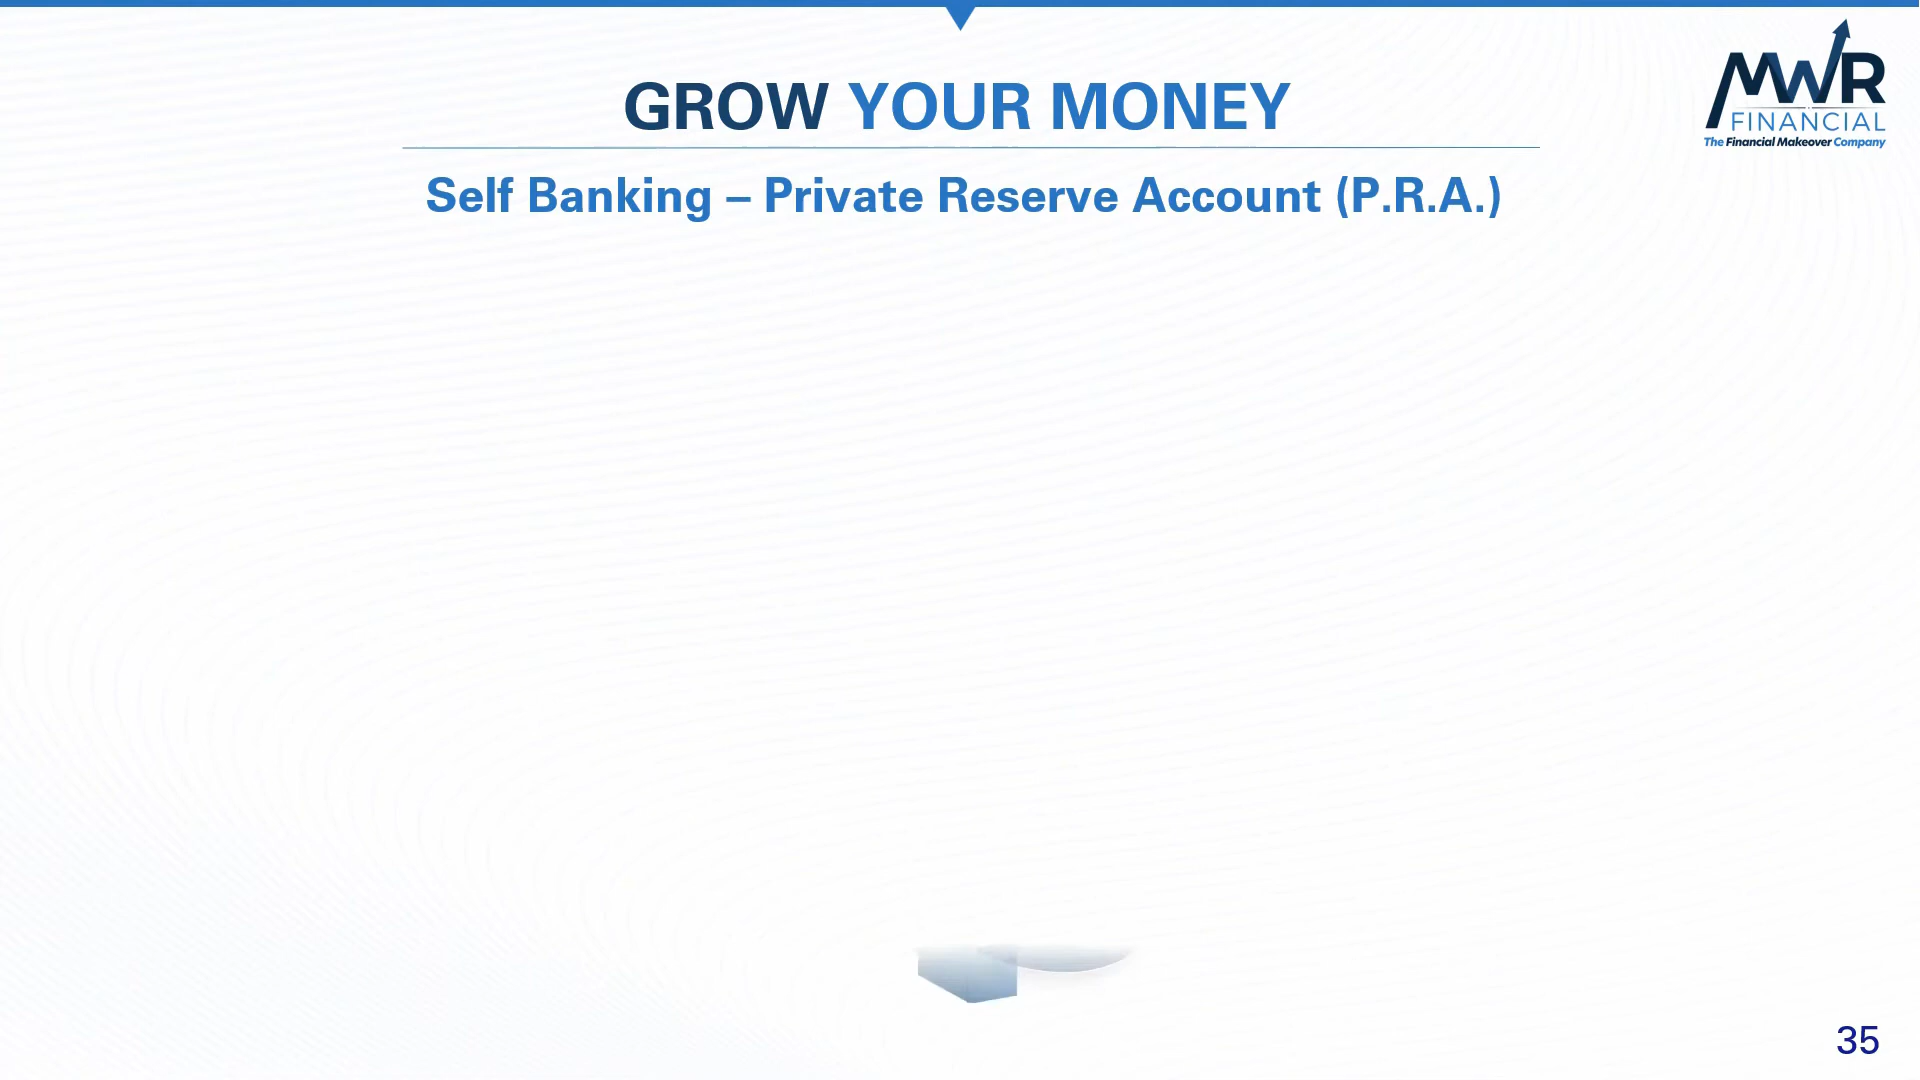 GROW YOUR MONEY
MWR
FINANCIAL
The Financial Makeover Company
Self Banking – Private Reserve Account (P.R.A.)
35